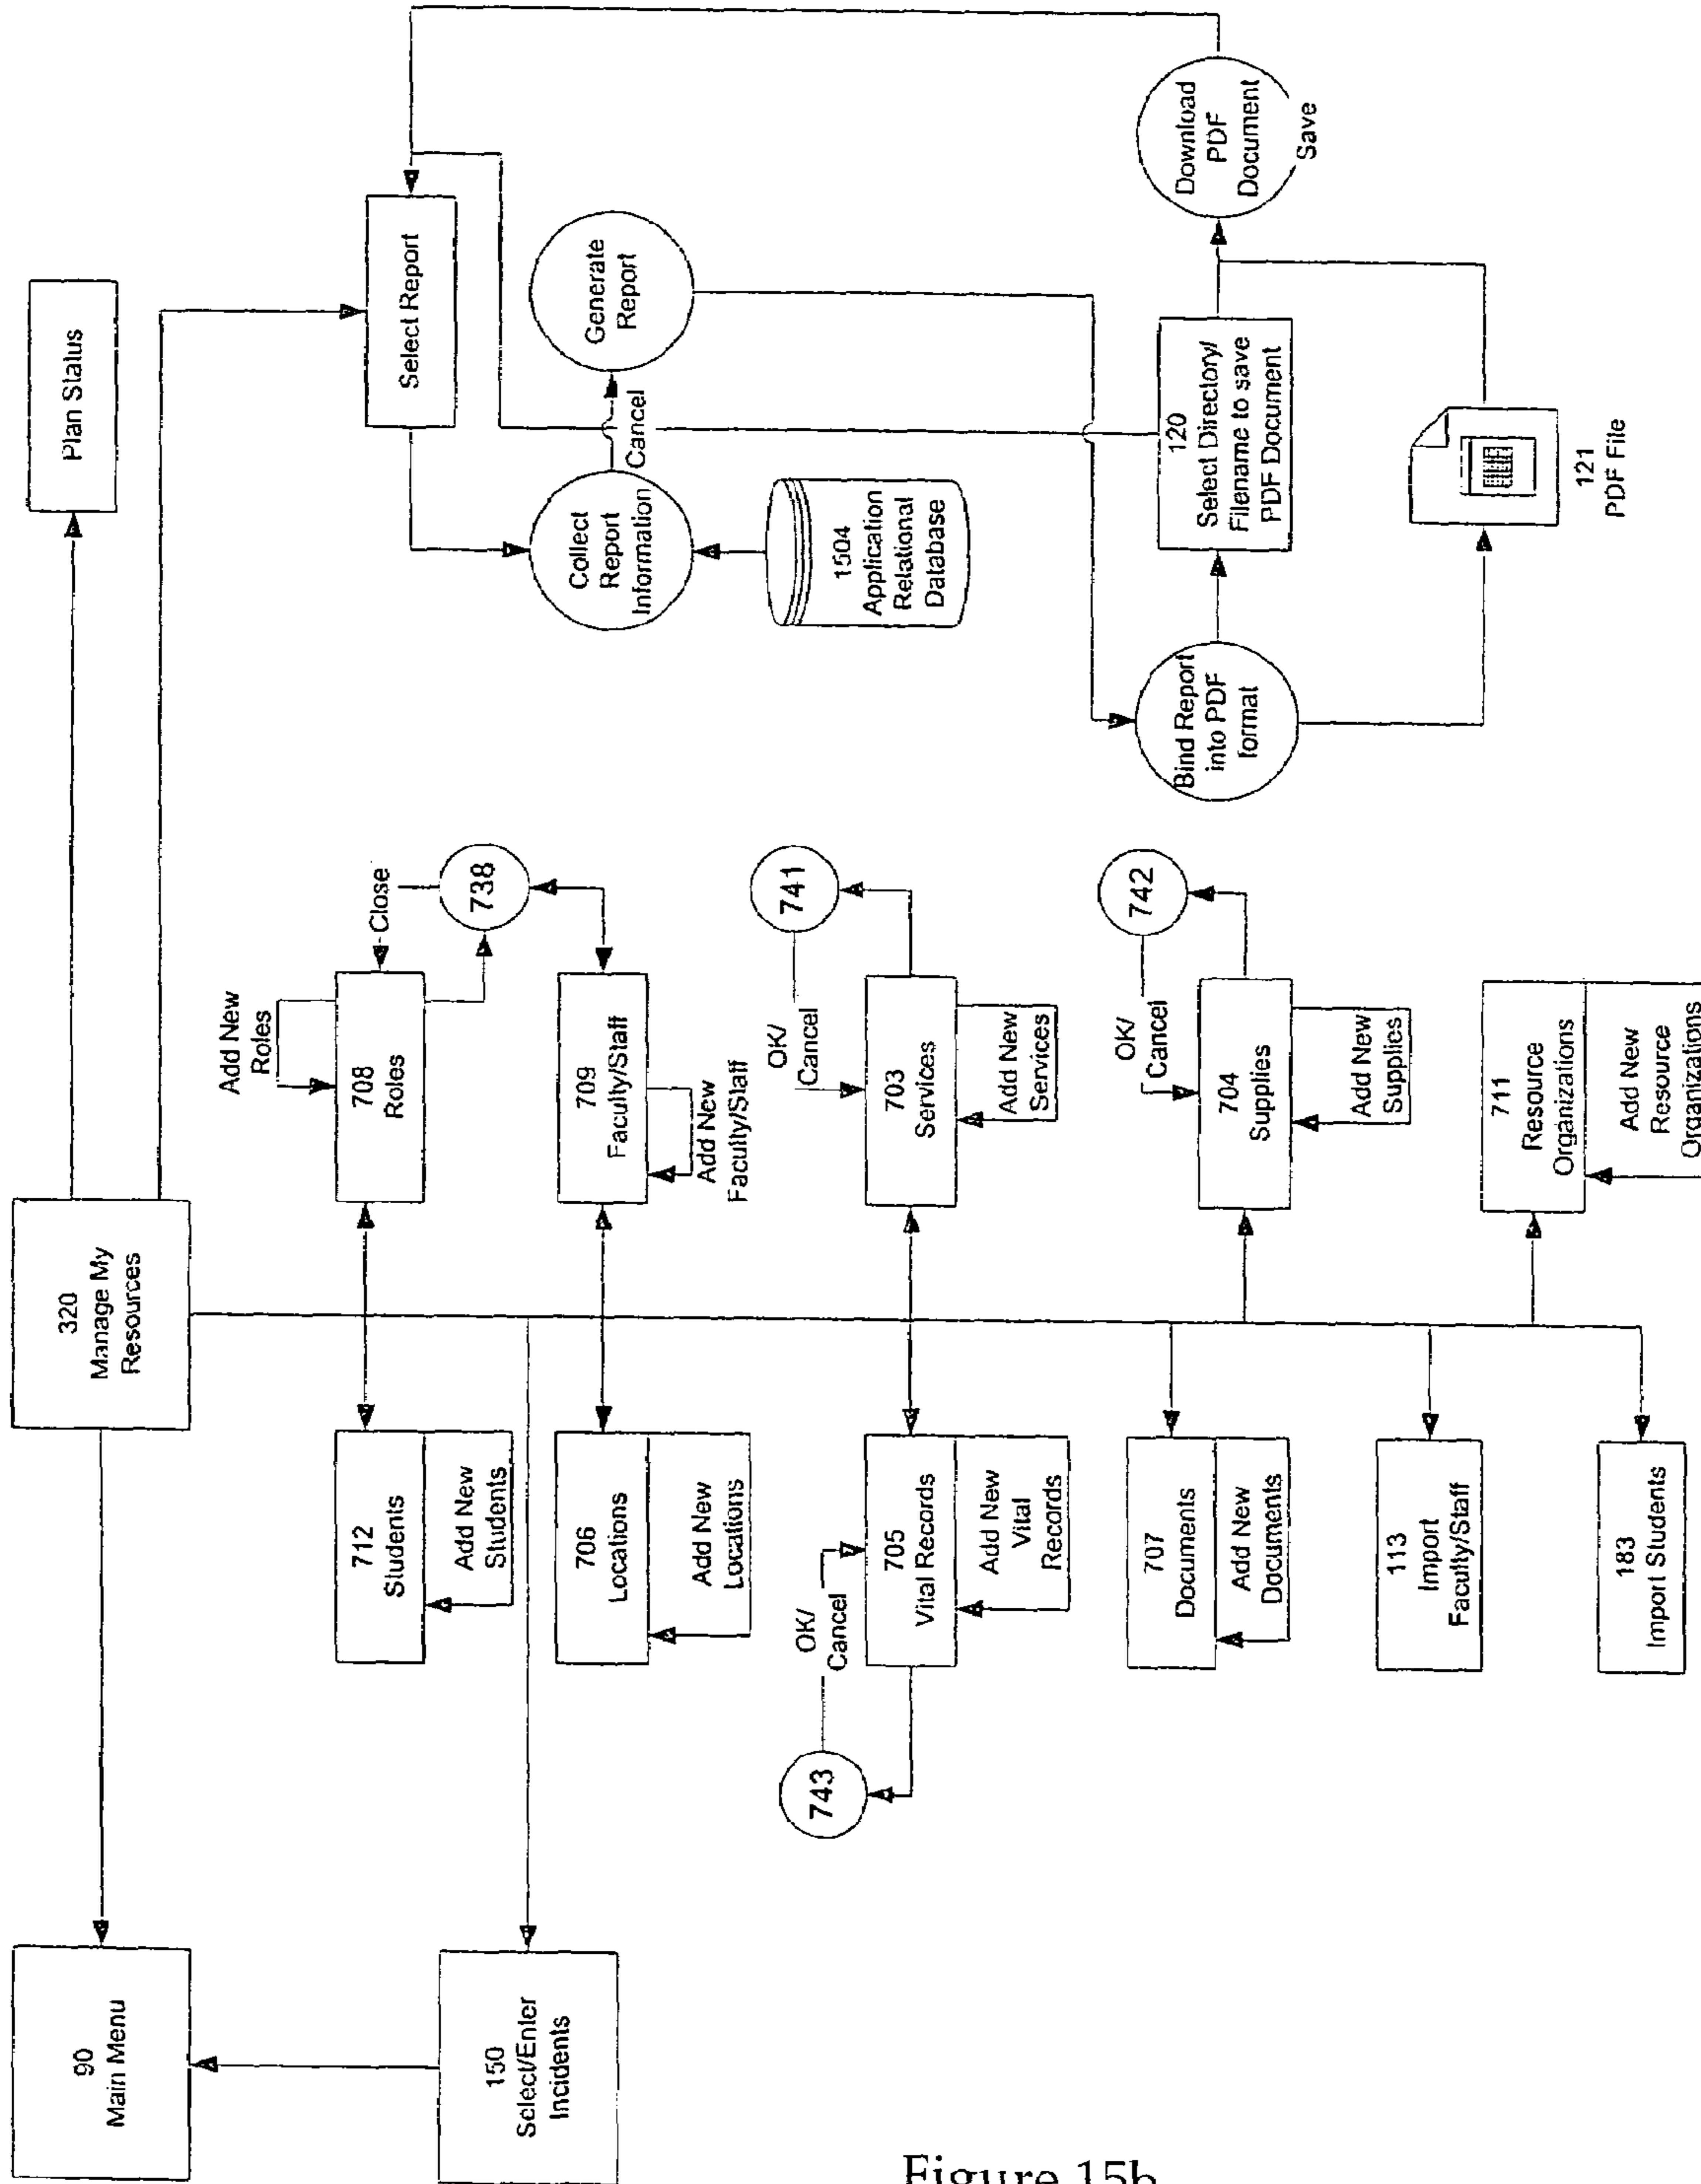 90
Main Menu
320
Manage My
Resources
Plan Status
150
Select/Enter
Incidents
712
Students
Add New
Students
Add New
Roles
708
Roles
Close
738
Select Report
706
Locations
Add New
Locations
709
Faculty/Staff
Add New
Faculty/Staff
Collect
Report
Information
Cancel
Generate
Report
1504
Application
Relational
Database
743
OK/
Cancel
705
Vital Records
Add New
Vital
Records
OK/
Cancel
741
703
Services
Add New
Services
707
Documents
Add New
Documents
OK/
Cancel
742
704
Supplies
Add New
Supplies
Bind Report
into PDF
format
120
Select Directory/
Filename to save
PDF Document
Download
PDF
Document
Save
113
Import
Faculty/Staff
711
Resource
Organizations
Add New
Resource
Organizations
121
PDF File
183
Import Students
Figure 15b